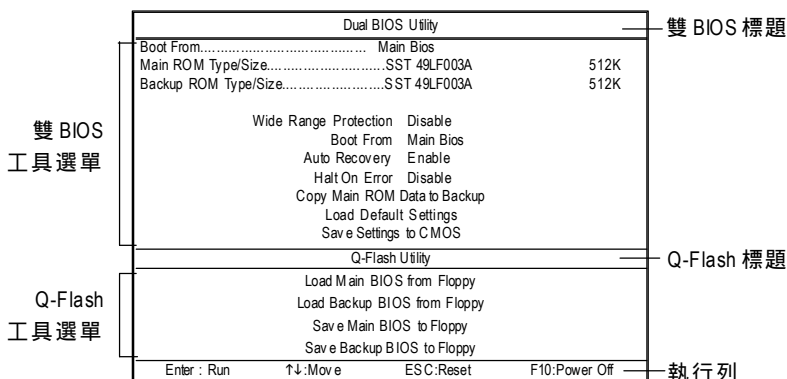 Dual BIOS Utility
雙 BIOS 標題
Boot From.................................... Main Bios
Main ROM Type/Size.............................SST 49LF003A 512K
Backup ROM Type/Size.........................SST 49LF003A 512K
雙 BIOS
工具選單
Wide Range Protection Disable
Boot From Main Bios
Auto Recovery Enable
Halt On Error Disable
Copy Main ROM Data to Backup
Load Default Settings
Save Settings to CMOS
Q-Flash Utility
Q-Flash 標題
Q-Flash
工具選單
Load Main BIOS from Floppy
Load Backup BIOS from Floppy
Save Main BIOS to Floppy
Save Backup BIOS to Floppy
Enter : Run ↑↓:Move ESC:Reset F10:Power Off
執行列